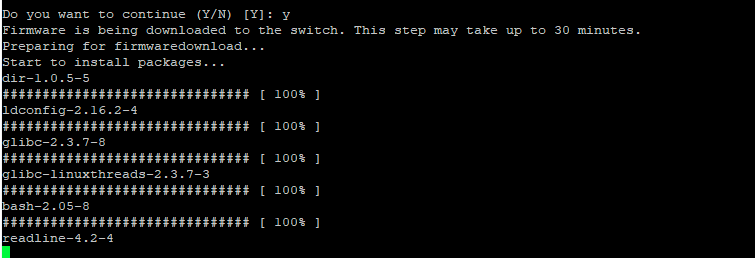 Do you want to continue (Y/N) [Y]: y
Firmware is being downloaded to the switch. This step may take up to 30 minutes.
Preparing for firmwaredownload...
Start to install packages...
dir-1.0.5-5
############################### [ 100% ]
ldconfig-2.16.2-4
############################### [ 100% ]
glibc-2.3.7-8
############################### [ 100% ]
glibc-linuxthreads-2.3.7-3
############################### [ 100% ]
bash-2.05-8
############################### [ 100% ]
readline-4.2-4